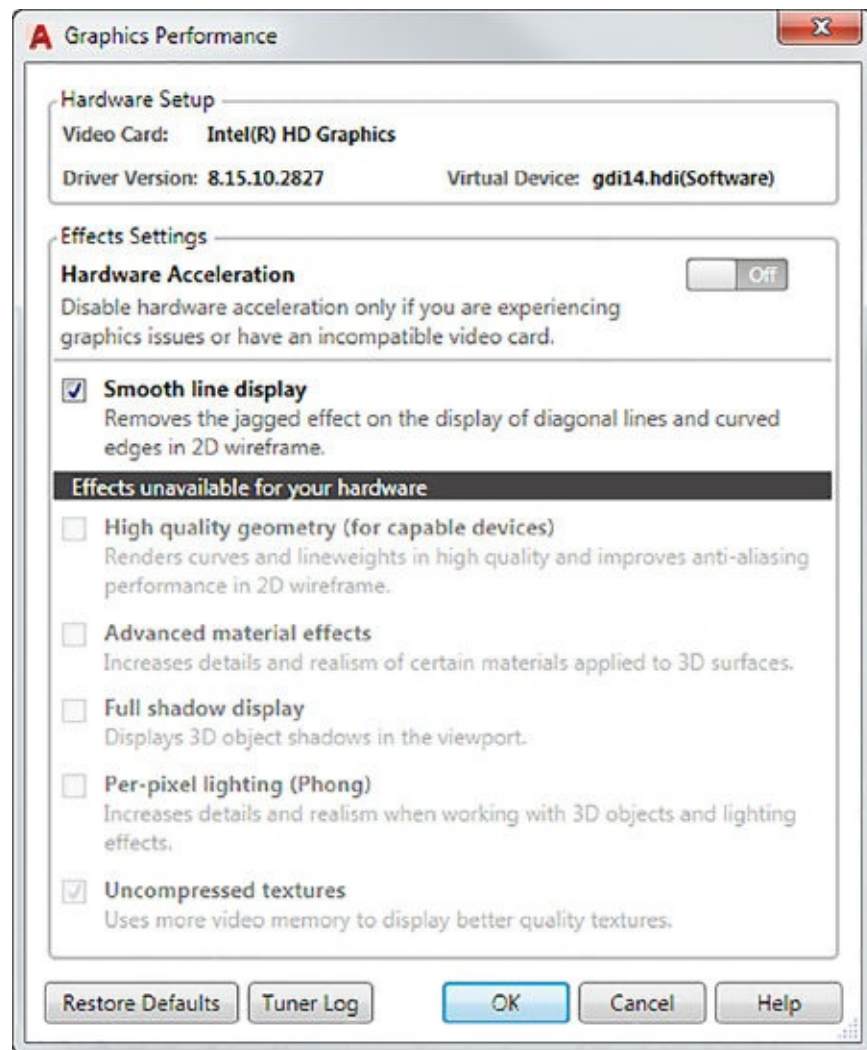 A Graphics Performance
Hardware Setup
Video Card: Intel(R) HD Graphics
Driver Version: 8.15.10.2827 Virtual Device: gdi14.hdi(Software)
Effects Settings
Hardware Acceleration Off
Disable hardware acceleration only if you are experiencing
graphics issues or have an incompatible video card.
Smooth line display
Removes the jagged effect on the display of diagonal lines and curved
edges in 2D wireframe.
Effects unavailable for your hardware
High quality geometry (for capable devices)
Renders curves and lineweights in high quality and improves anti-aliasing
performance in 2D wireframe.
Advanced material effects
Increases details and realism of certain materials applied to 3D surfaces.
Full shadow display
Displays 3D object shadows in the viewport.
Per-pixel lighting (Phong)
Increases details and realism when working with 3D objects and lighting
effects.
Uncompressed textures
Uses more video memory to display better quality textures.
Restore Defaults Tuner Log OK Cancel Help